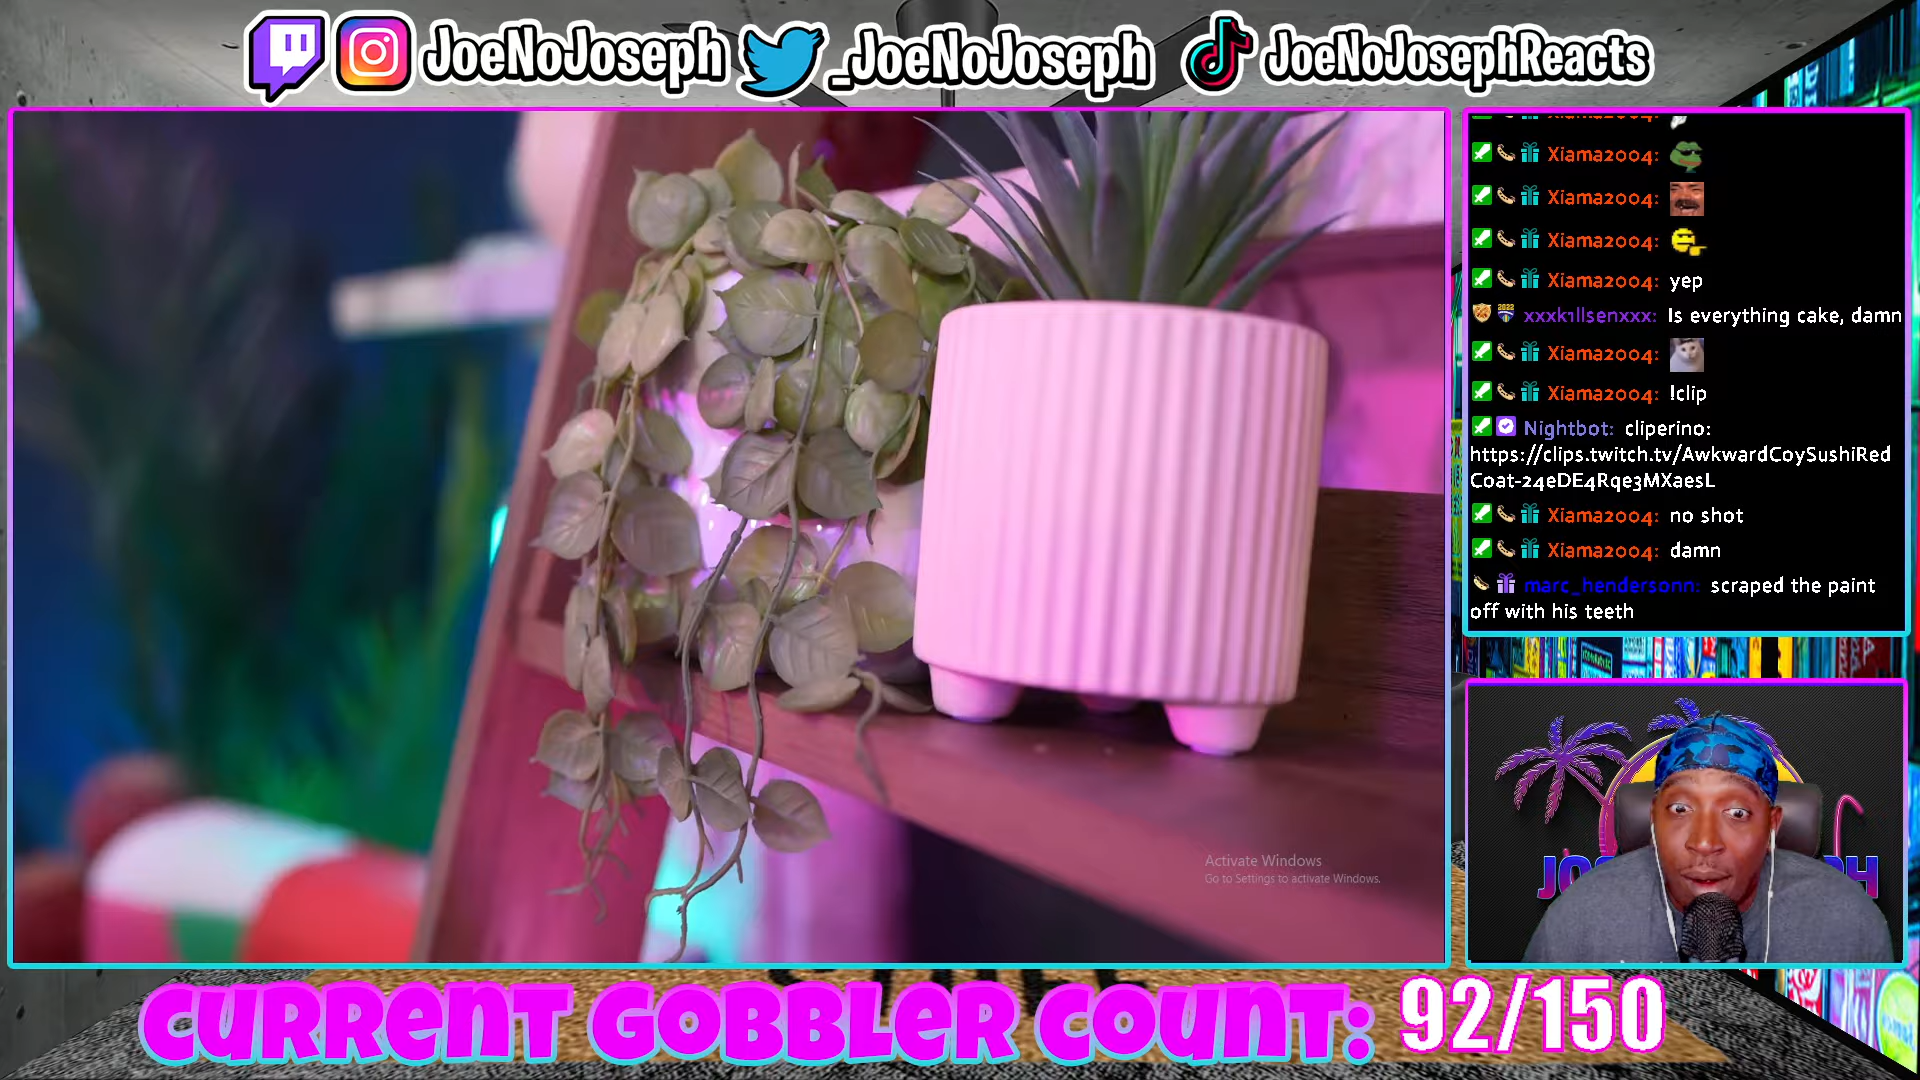 JoeNoJoseph _JoeNoJoseph JoeNoJosephReacts
Xiama2004:
Xiama2004:
Xiama2004:
Xiama2004:
Xiama2004: yep
xxxk1llsenxxx: Is everything cake, damn
Xiama2004:
Xiama2004: !clip
Nightbot: cliperino:
https://clips.twitch.tv/AwkwardCoySushiRed
Coat-24eDE4Rqe3MXaesL
Xiama2004: no shot
Xiama2004: damn
marc_hendersonn: scraped the paint
off with his teeth
Activate Windows
Go to Settings to activate Windows.
CURRENT GOBBLER COUNT: 92/150